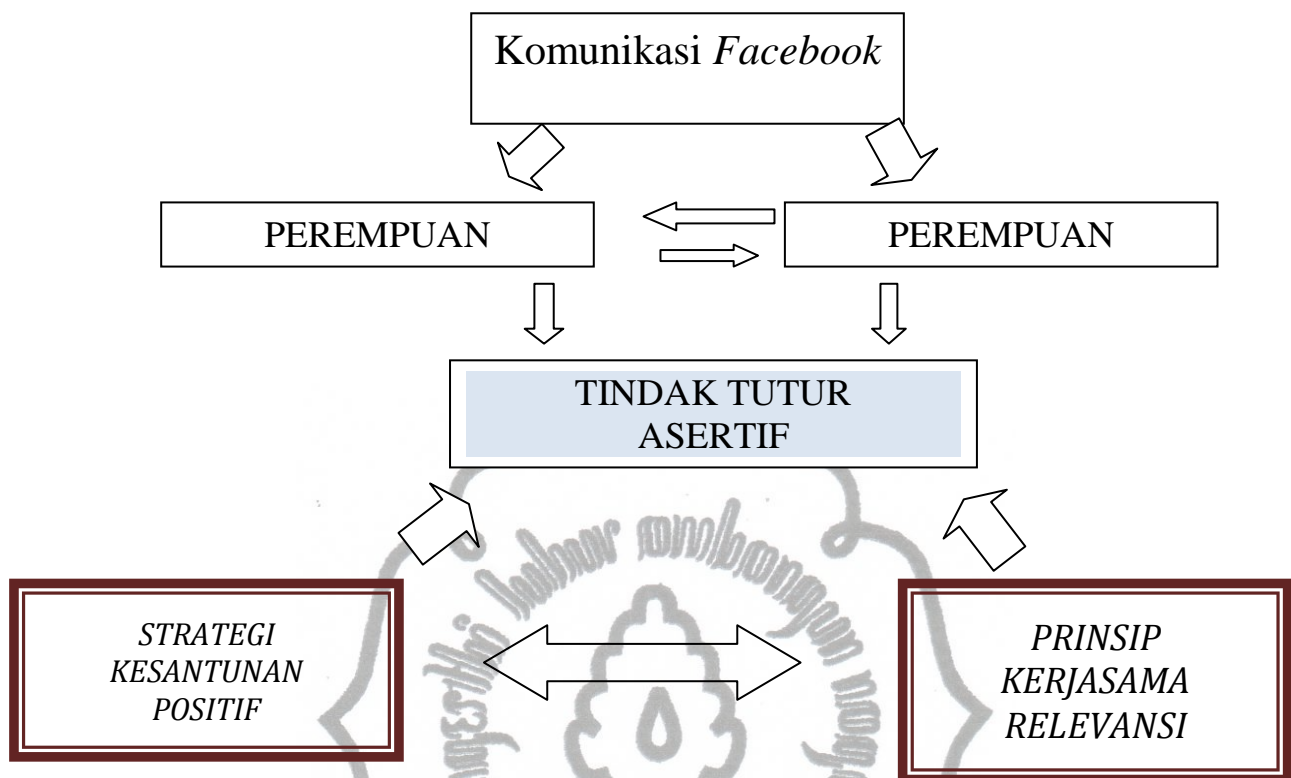 Komunikasi Facebook
PEREMPUAN
PEREMPUAN
TINDAK TUTUR
ASERTIF
STRATEGI
KESANTUNAN
POSITIF
PRINSIP
KERJASAMA
RELEVANSI